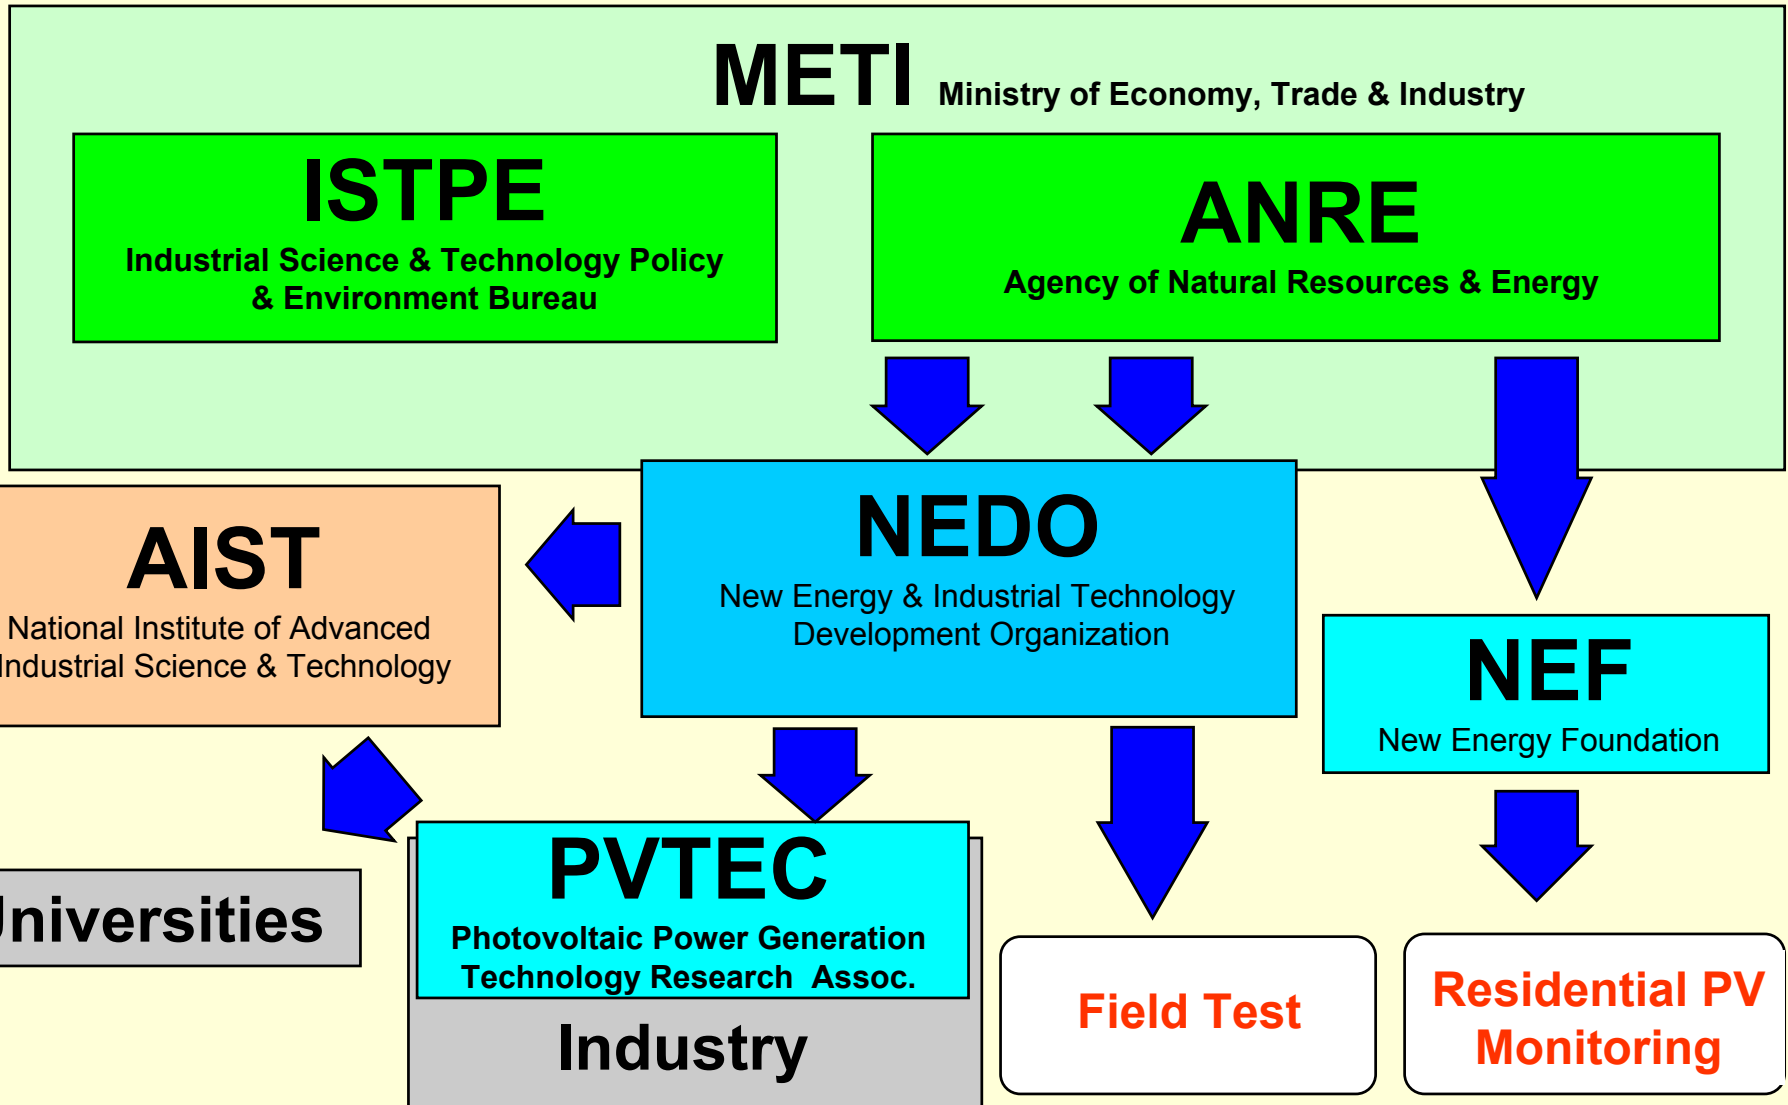 METI Ministry of Economy, Trade & Industry
ISTPE
Industrial Science & Technology Policy
& Environment Bureau
ANRE
Agency of Natural Resources & Energy
AIST
National Institute of Advanced
Industrial Science & Technology
NEDO
New Energy & Industrial Technology
Development Organization
NEF
New Energy Foundation
Universities
PVTEC
Photovoltaic Power Generation
Technology Research Assoc.
Industry
Field Test
Residential PV
Monitoring